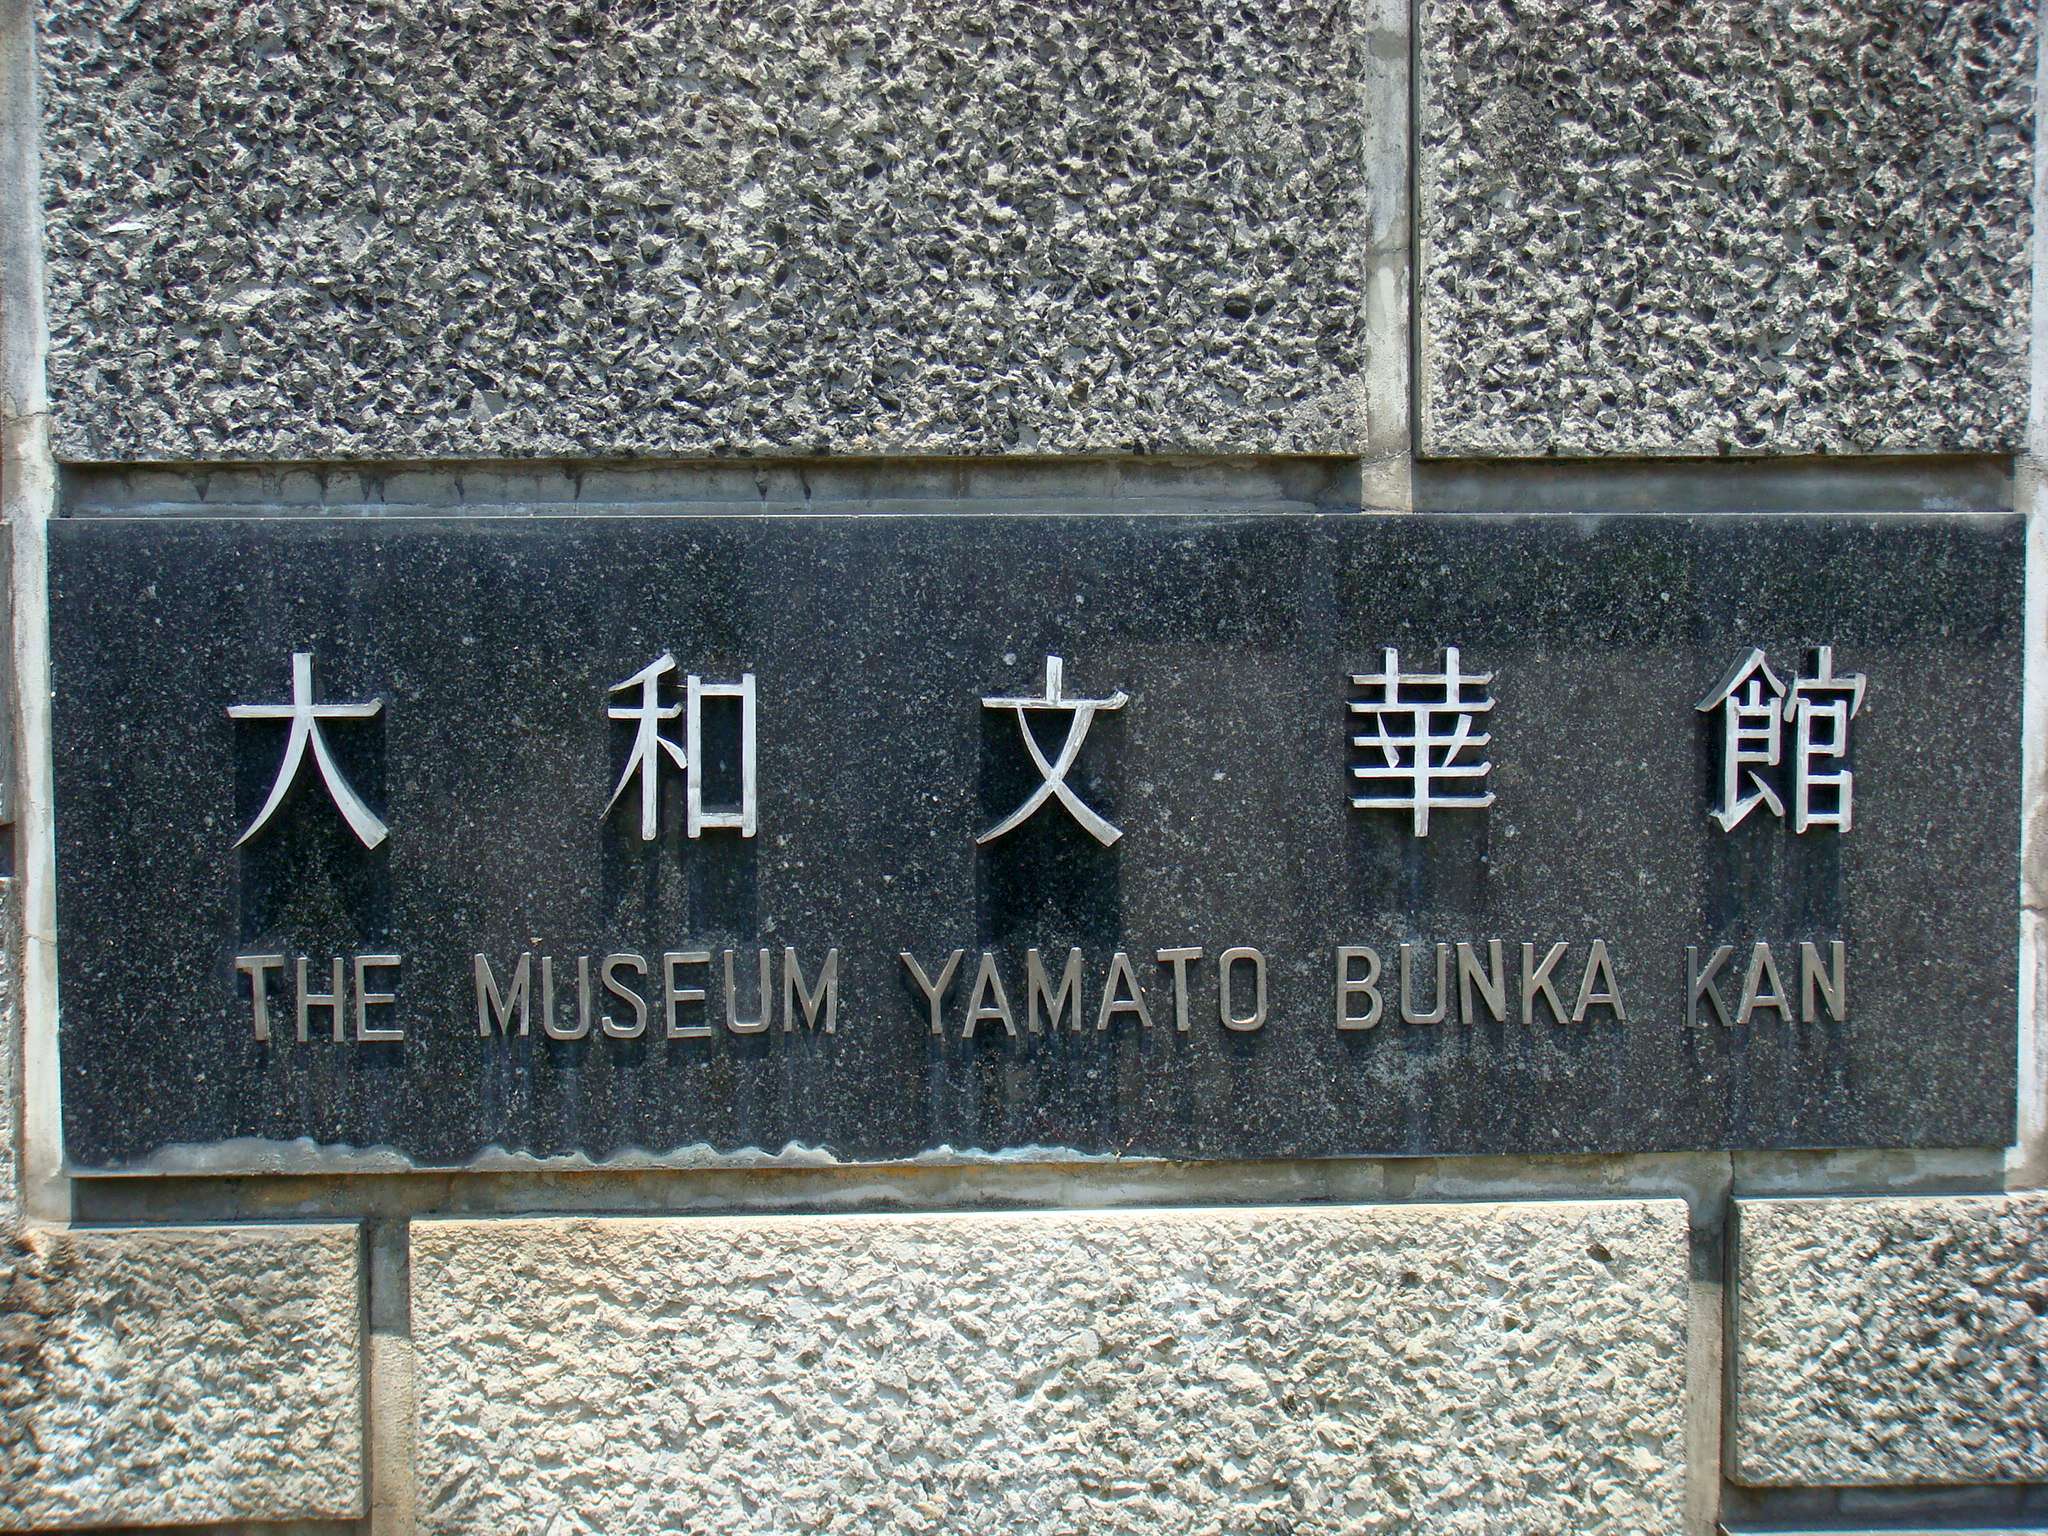 大和文華館
THE MUSEUM YAMATO BUNKA KAN